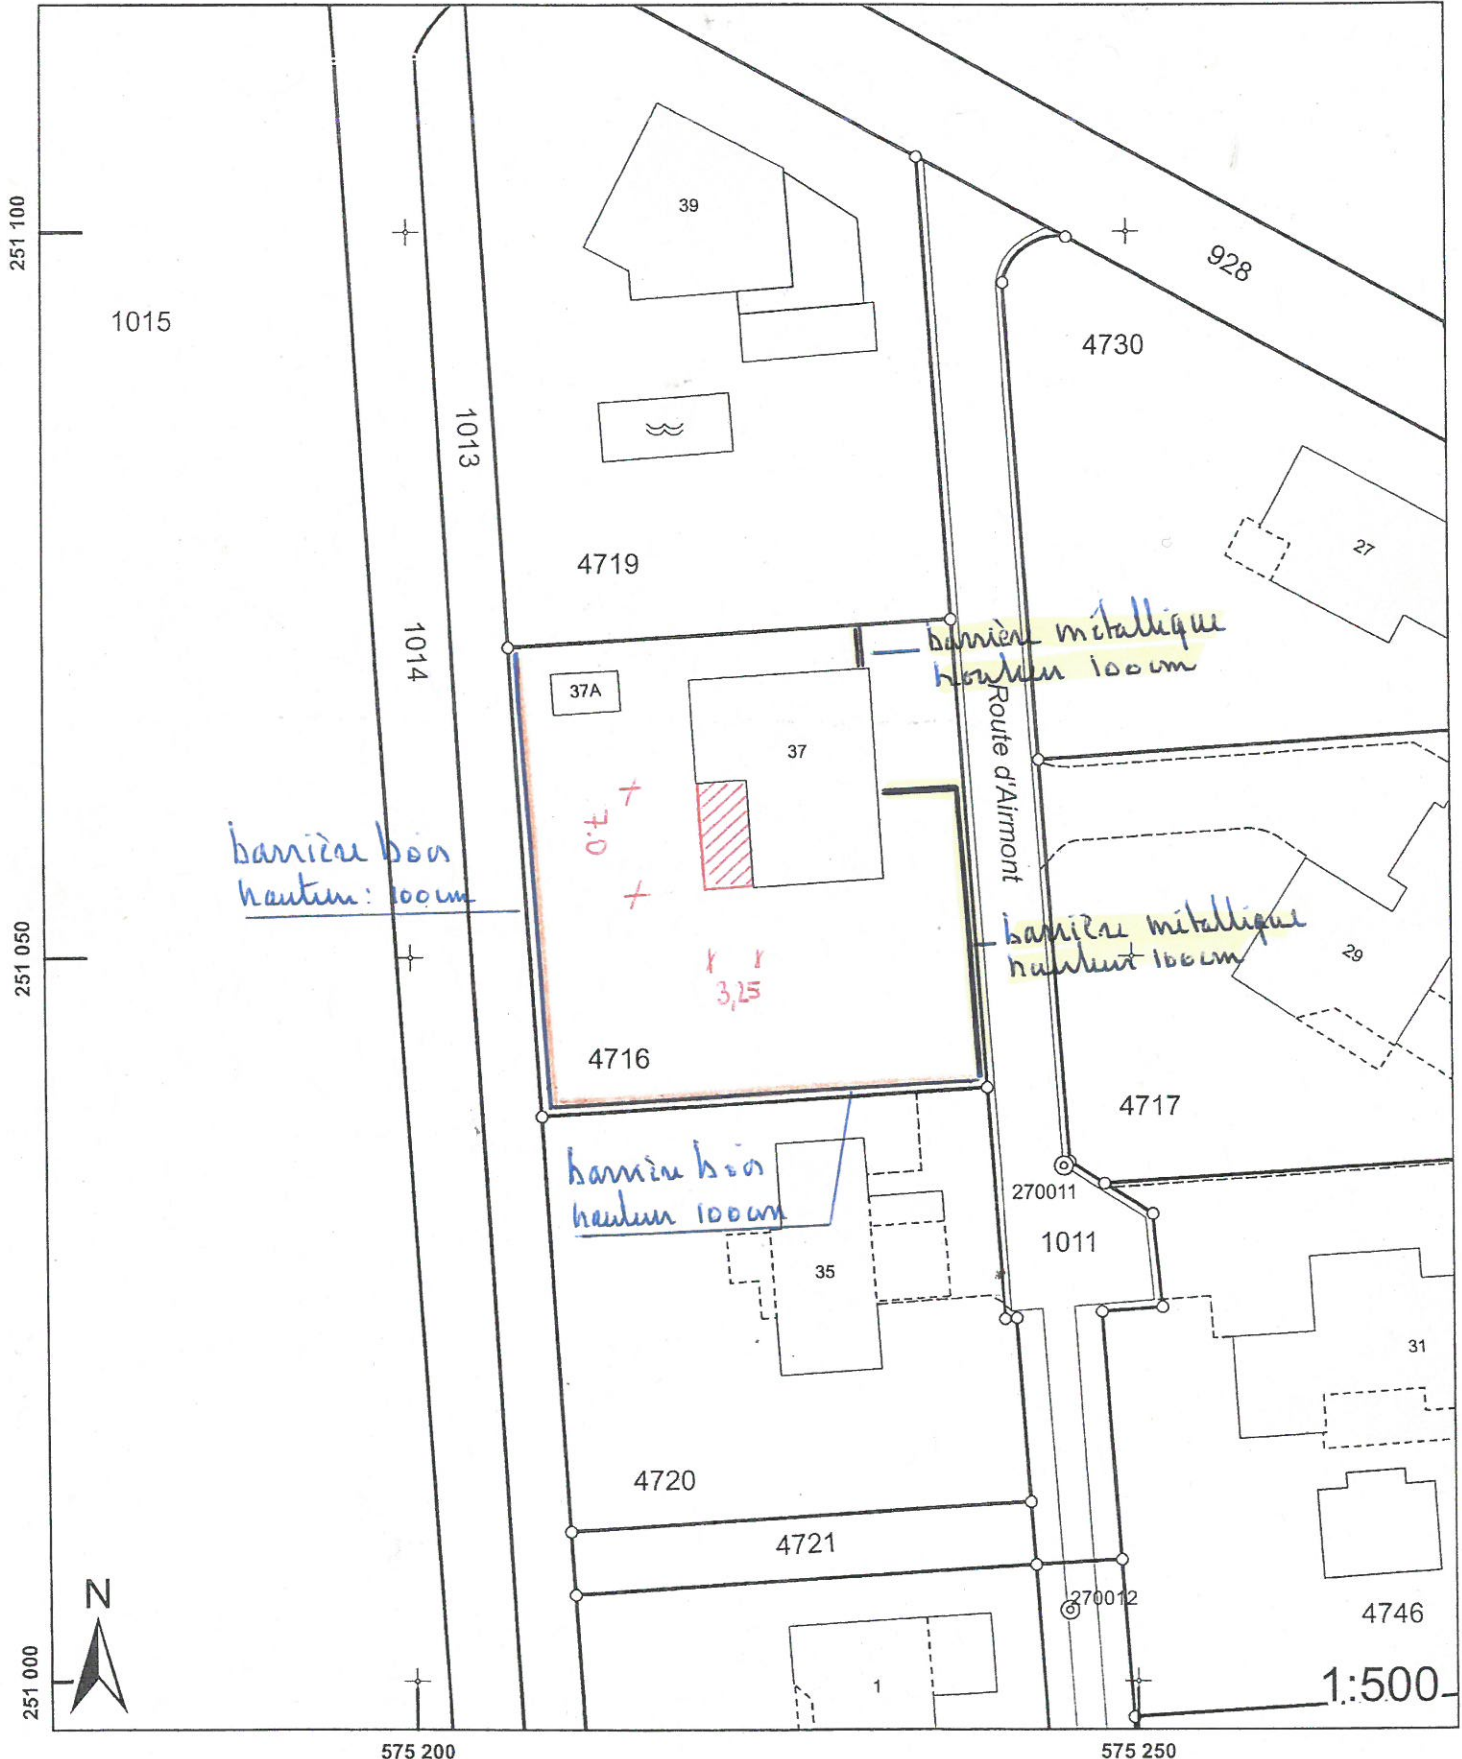 39
251 100
928
1015
4730
1013
27
4719
barrière métallique
hauteur 100cm
1014
37A
Route d'Airmont
37
7.0
barrière bois
hauteur: 100cm
barrière métallique
hauteur 100cm
29
251 050
3,25
4716
4717
barrière bois
hauteur 100cm
270011
1011
35
31
4720
4721
N
270012
4746
251 000
1
1:500
575 200
575 250